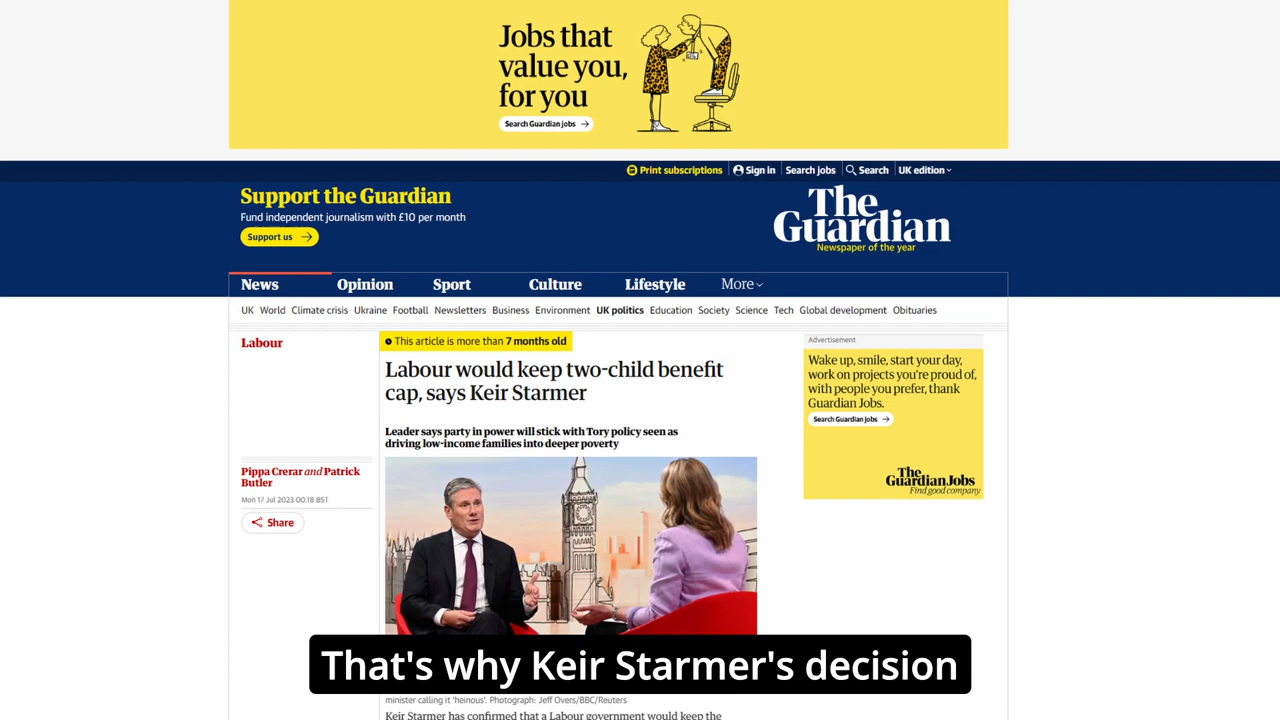 Jobs that
value you,
for you
Search Guardian jobs
Print subscriptions
Sign in
Search jobs
Search
UK edition
Support the Guardian
Fund independent journalism with £10 per month
Support us
The
Guardian
Newspaper of the year
News Opinion Sport Culture Lifestyle More
UK World Climate crisis Ukraine Football Newsletters Business Environment UK politics Education Society Science Tech Global development Obituaries
Labour
This article is more than 7 months old
Labour would keep two-child benefit
cap, says Keir Starmer
Leader says party in power will stick with Tory policy seen as
driving low-income families into deeper poverty
Pippa Crerar and Patrick
Butler
Mon 17 Jul 2023 00.18 BST
Share
Advertisement
Wake up, smile, start your day,
work on projects you're proud of,
with people you prefer, thank
Guardian Jobs.
Search Guardian jobs
The
Guardian Jobs
Find good company
That's why Keir Starmer's decision
minister calling it 'heinous'. Photograph: Jeff Overs/BBC/Reuters
Keir Starmer has confirmed that a Labour government would keep the